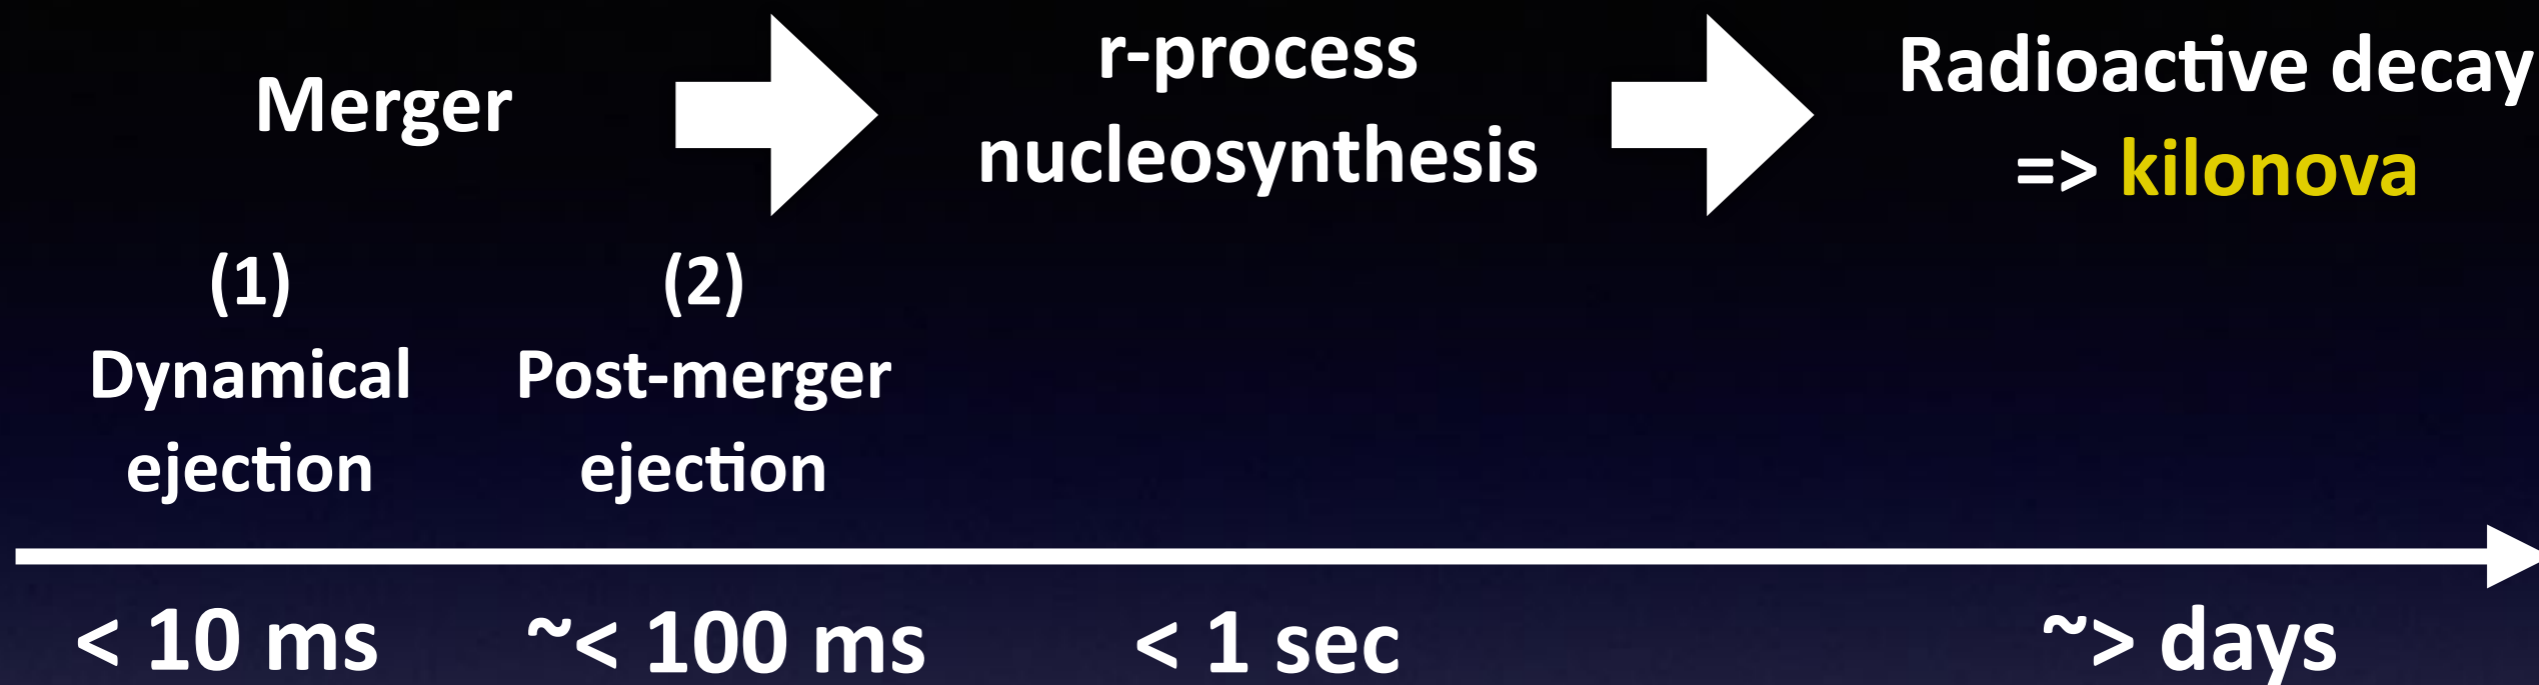 Merger
r-process
nucleosynthesis
Radioactive decay
=> kilonova
(1)
Dynamical
ejection
(2)
Post-merger
ejection
< 10 ms
~< 100 ms
< 1 sec
~> days